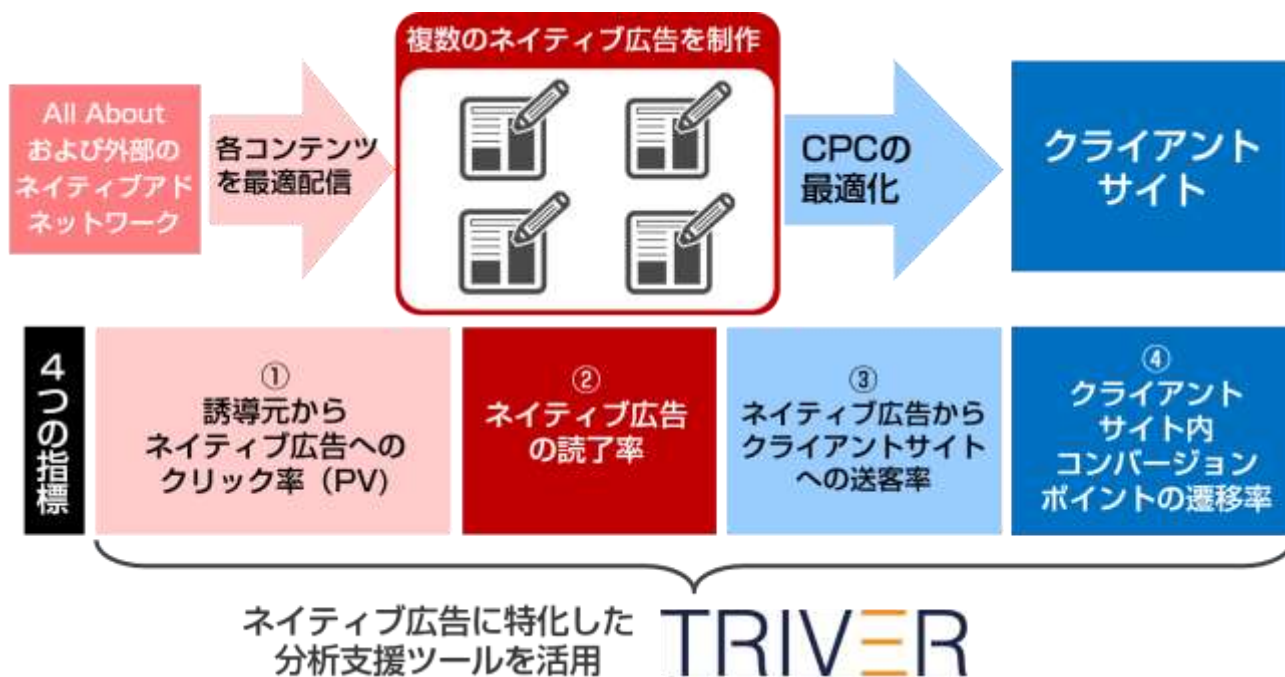 複数のネイティブ広告を制作
All About
および外部の
ネイティブアド
ネットワーク
各コンテンツ
を最適配信
CPCの
最適化
クライアント
サイト
4つの指標
①
誘導元から
ネイティブ広告への
クリック率（PV）
②
ネイティブ広告
の読了率
③
ネイティブ広告から
クライアントサイト
への送客率
④
クライアント
サイト内
コンバージョン
ポイントの遷移率
ネイティブ広告に特化した
分析支援ツールを活用
TRIVER